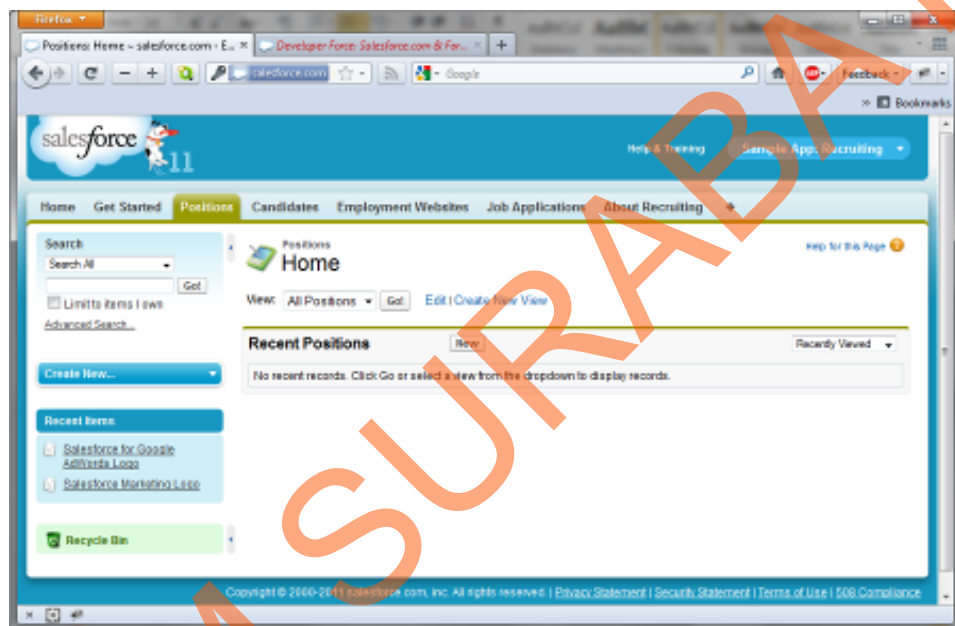 Firefox
Positions: Home ~ salesforce.com - E...
Developer Force: Salesforce.com & For...
+
salesforce.com
Google
Feedback
» Bookmarks
salesforce
11
Help & Training
Sample App: Recruiting
Home Get Started Positions Candidates Employment Websites Job Applications About Recruiting +
Search
Search All
Go!
Limit to items I own
Advanced Search...
Create New...
Recent Items
Salesforce for Google
AdWords Logo
Salesforce Marketing Logo
Recycle Bin
Positions
Home
Help for this Page
View: All Positions Go! Edit | Create New View
Recent Positions New Recently Viewed
No recent records. Click Go or select a view from the dropdown to display records.
Copyright © 2000-2011 salesforce.com, inc. All rights reserved. | Privacy Statement | Security Statement | Terms of Use | 508 Compliance
M SURABA